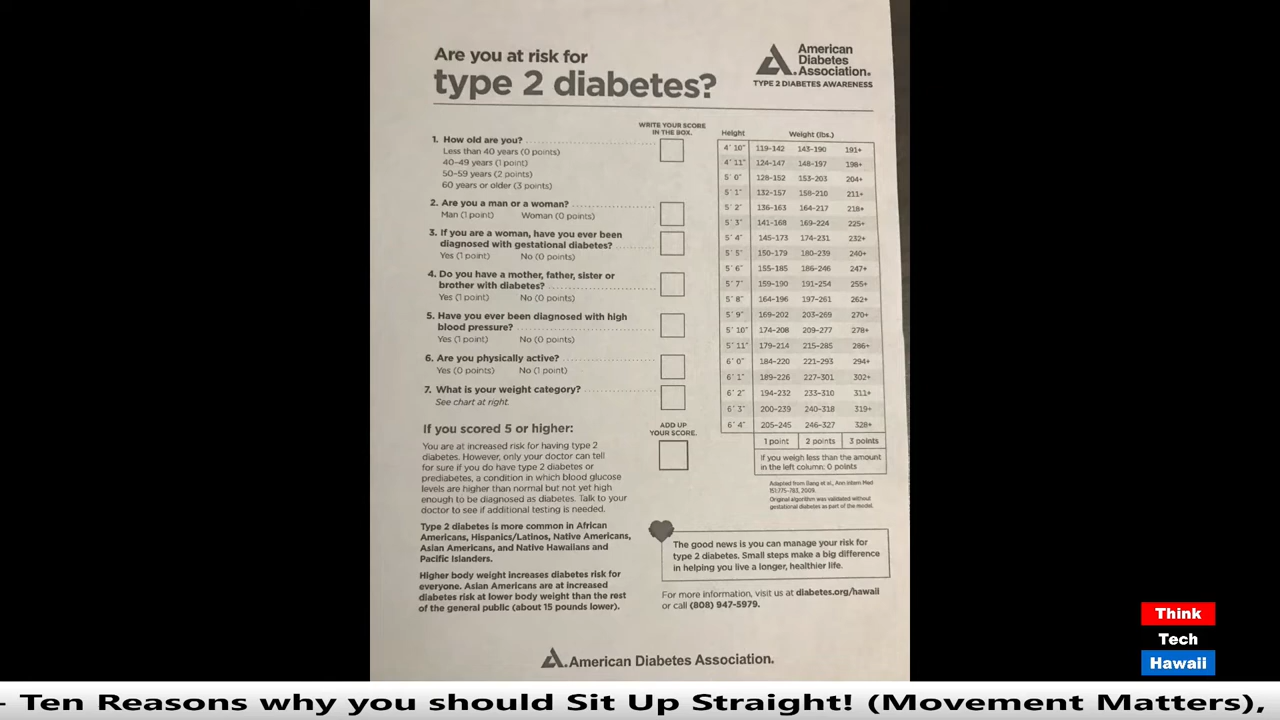 Are you at risk for
type 2 diabetes?
American
Diabetes
Association®
TYPE 2 DIABETES AWARENESS
WRITE YOUR SCORE
IN THE BOX.
1. How old are you?
Less than 40 years (0 points)
40–49 years (1 point)
50–59 years (2 points)
60 years or older (3 points)
2. Are you a man or a woman?
Man (1 point) Woman (0 points)
3. If you are a woman, have you ever been
diagnosed with gestational diabetes?
Yes (1 point) No (0 points)
4. Do you have a mother, father, sister or
brother with diabetes?
Yes (1 point) No (0 points)
5. Have you ever been diagnosed with high
blood pressure?
Yes (1 point) No (0 points)
6. Are you physically active?
Yes (0 points) No (1 point)
7. What is your weight category?
See chart at right.
ADD UP
YOUR SCORE.
If you scored 5 or higher:
You are at increased risk for having type 2
diabetes. However, only your doctor can tell
for sure if you do have type 2 diabetes or
prediabetes, a condition in which blood glucose
levels are higher than normal but not yet high
enough to be diagnosed as diabetes. Talk to your
doctor to see if additional testing is needed.
Type 2 diabetes is more common in African
Americans, Hispanics/Latinos, Native Americans,
Asian Americans, and Native Hawaiians and
Pacific Islanders.
Higher body weight increases diabetes risk for
everyone. Asian Americans are at increased
diabetes risk at lower body weight than the rest
of the general public (about 15 pounds lower).
Height Weight (lbs.)
4' 10" 119-142 143-190 191+
4' 11" 124-147 148-197 198+
5' 0" 128-152 153-203 204+
5' 1" 132-157 158-210 211+
5' 2" 136-163 164-217 218+
5' 3" 141-168 169-224 225+
5' 4" 145-173 174-231 232+
5' 5" 150-179 180-239 240+
5' 6" 155-185 186-246 247+
5' 7" 159-190 191-254 255+
5' 8" 164-196 197-261 262+
5' 9" 169-202 203-269 270+
5' 10" 174-208 209-277 278+
5' 11" 179-214 215-285 286+
6' 0" 184-220 221-293 294+
6' 1" 189-226 227-301 302+
6' 2" 194-232 233-310 311+
6' 3" 200-239 240-318 319+
6' 4" 205-245 246-327 328+
1 point 2 points 3 points
If you weigh less than the amount
in the left column: 0 points
Adapted from Bang et al., Ann Intern Med
151:775-783, 2009.
Original algorithm was validated without
gestational diabetes as part of the model.
The good news is you can manage your risk for
type 2 diabetes. Small steps make a big difference
in helping you live a longer, healthier life.
For more information, visit us at diabetes.org/hawaii
or call (808) 947-5979.
American Diabetes Association.
Think
Tech
Hawaii
- Ten Reasons why you should Sit Up Straight! (Movement Matters),